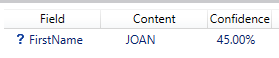 Field Content Confidence
? FirstName JOAN 45.00%